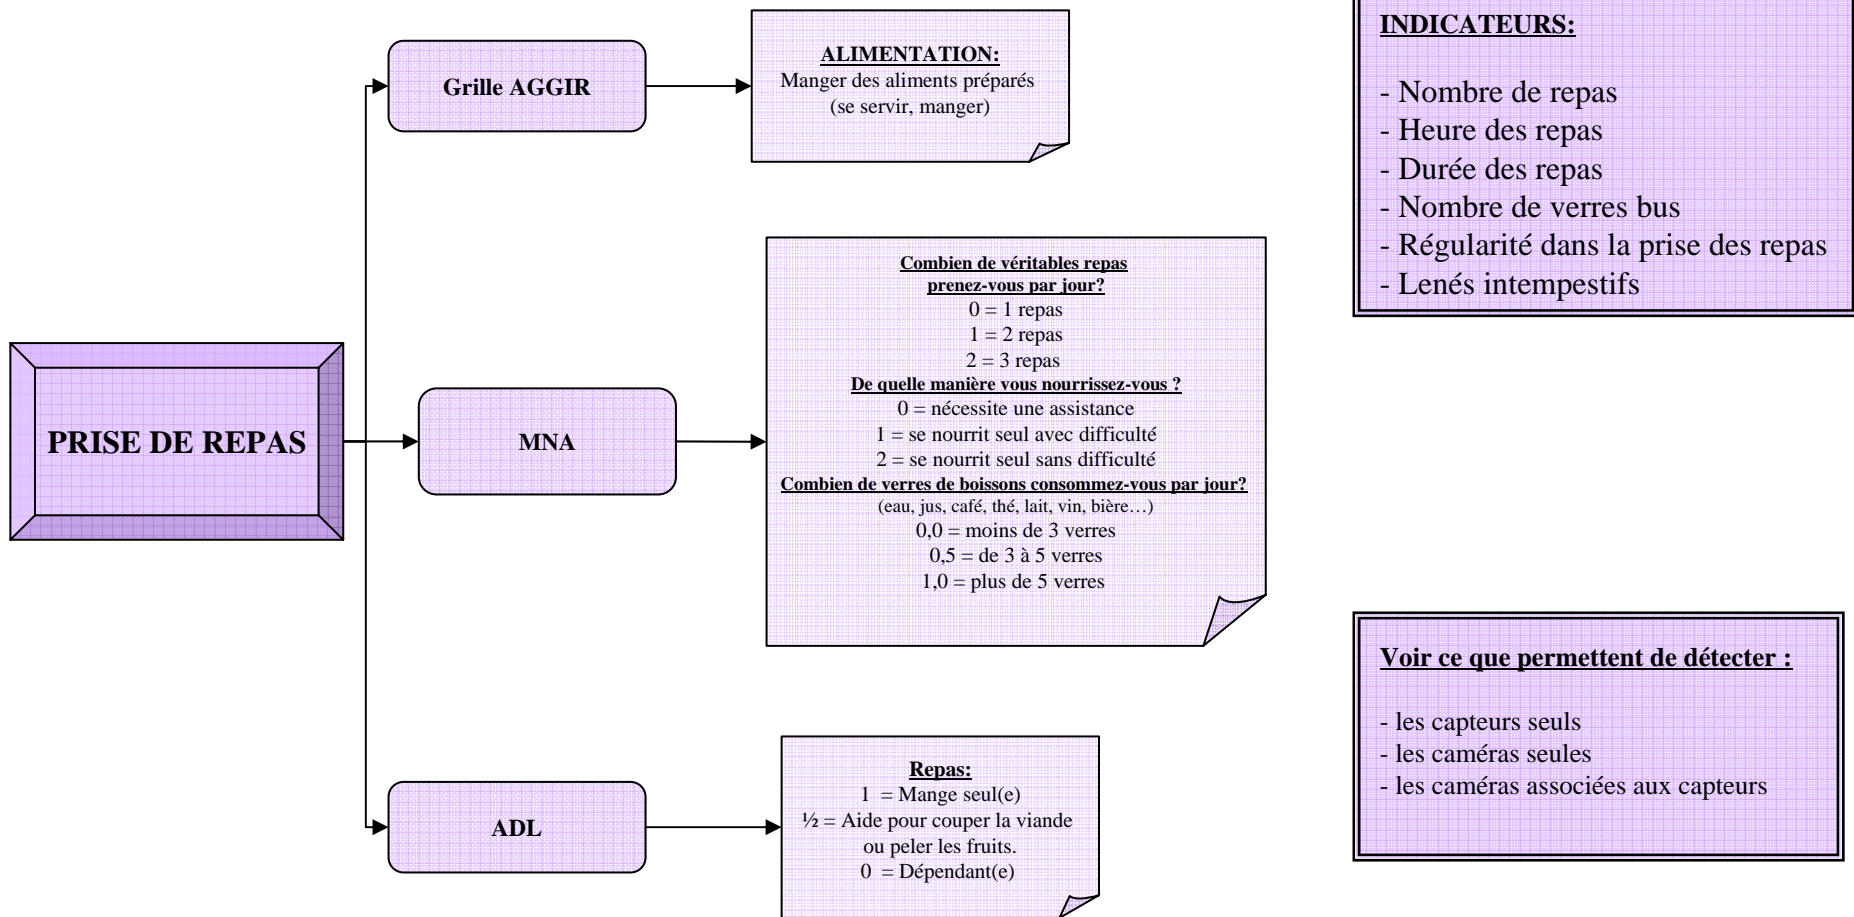 PRISE DE REPAS
Grille AGGIR
ALIMENTATION:
Manger des aliments préparés
(se servir, manger)
MNA
Combien de véritables repas
prenez-vous par jour?
0 = 1 repas
1 = 2 repas
2 = 3 repas
De quelle manière vous nourrissez-vous ?
0 = nécessite une assistance
1 = se nourrit seul avec difficulté
2 = se nourrit seul sans difficulté
Combien de verres de boissons consommez-vous par jour?
(eau, jus, café, thé, lait, vin, bière…)
0,0 = moins de 3 verres
0,5 = de 3 à 5 verres
1,0 = plus de 5 verres
ADL
Repas:
1 = Mange seul(e)
½ = Aide pour couper la viande
ou peler les fruits.
0 = Dépendant(e)
INDICATEURS:
- Nombre de repas
- Heure des repas
- Durée des repas
- Nombre de verres bus
- Régularité dans la prise des repas
- Lenés intempestifs
Voir ce que permettent de détecter :
- les capteurs seuls
- les caméras seules
- les caméras associées aux capteurs